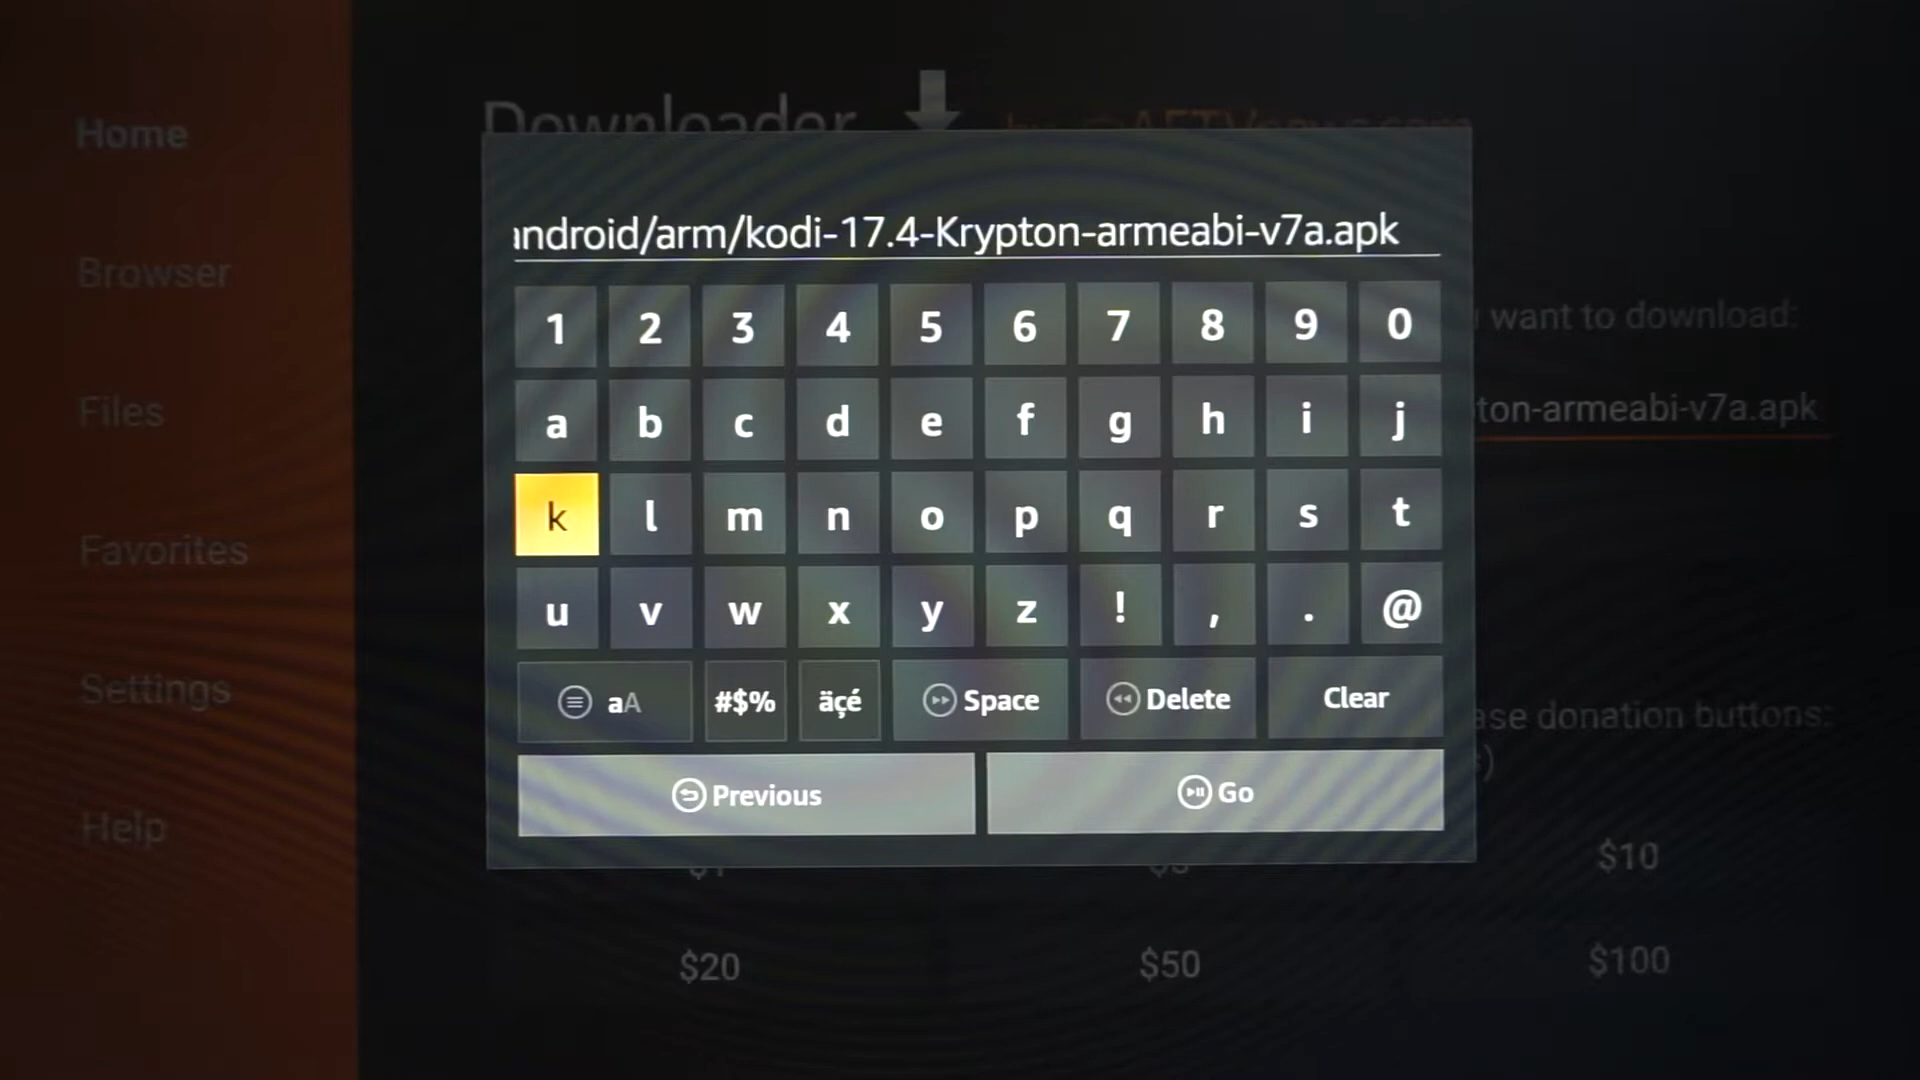 Home
Browser
Files
Favorites
Settings
Help
Downloader
android/arm/kodi-17.4-Krypton-armeabi-v7a.apk
1 2 3 4 5 6 7 8 9 0
a b c d e f g h i j
k l m n o p q r s t
u v w x y z ! , . @
aA #$% äçé Space Delete Clear
Previous Go
want to download:
ton-armeabi-v7a.apk
donation buttons:
$10
$20 $50 $100